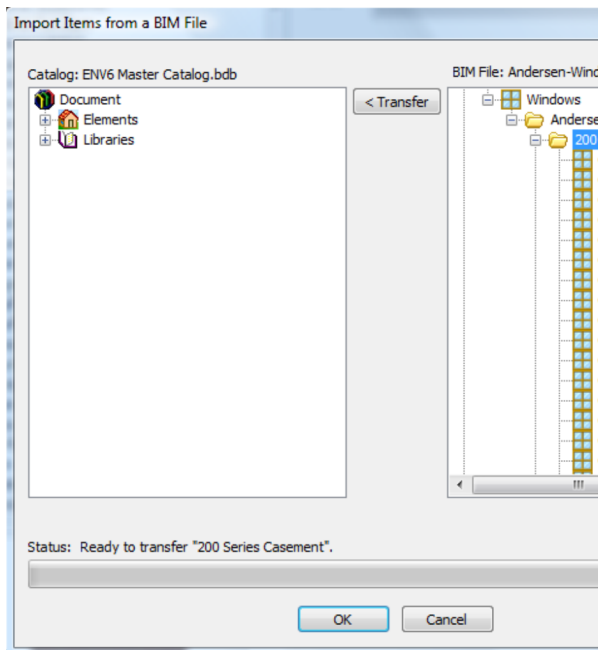 Import Items from a BIM File
Catalog: ENV6 Master Catalog.bdb
BIM File: Andersen-Wind
Document
Elements
Libraries
< Transfer
Windows
Anderse
200
Status: Ready to transfer "200 Series Casement".
OK
Cancel